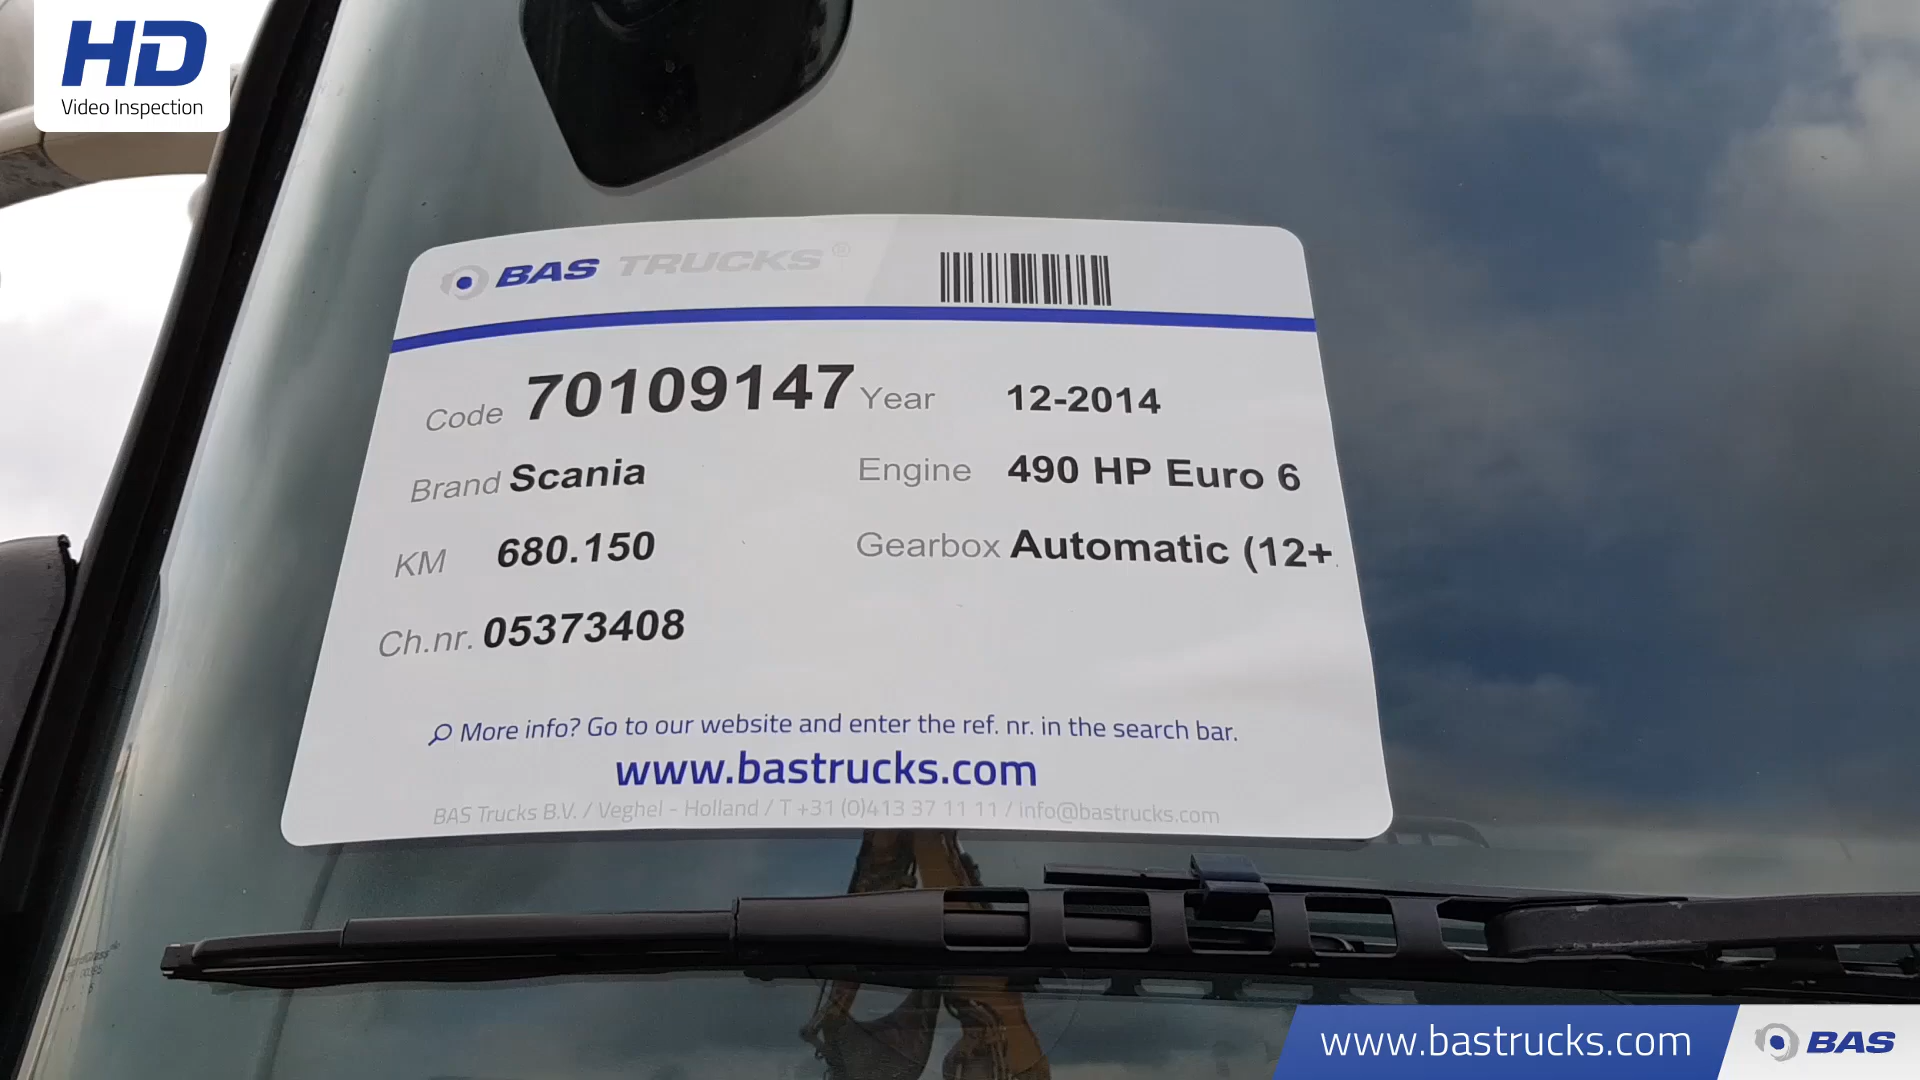 HD
Video Inspection
BAS TRUCKS®
Code 70109147 Year 12-2014
Brand Scania Engine 490 HP Euro 6
KM 680.150 Gearbox Automatic (12+
Ch.nr. 05373408
More info? Go to our website and enter the ref. nr. in the search bar.
www.bastrucks.com
BAS Trucks B.V. / Veghel - Holland / T +31 (0)413 37 11 11 / info@bastrucks.com
www.bastrucks.com BAS